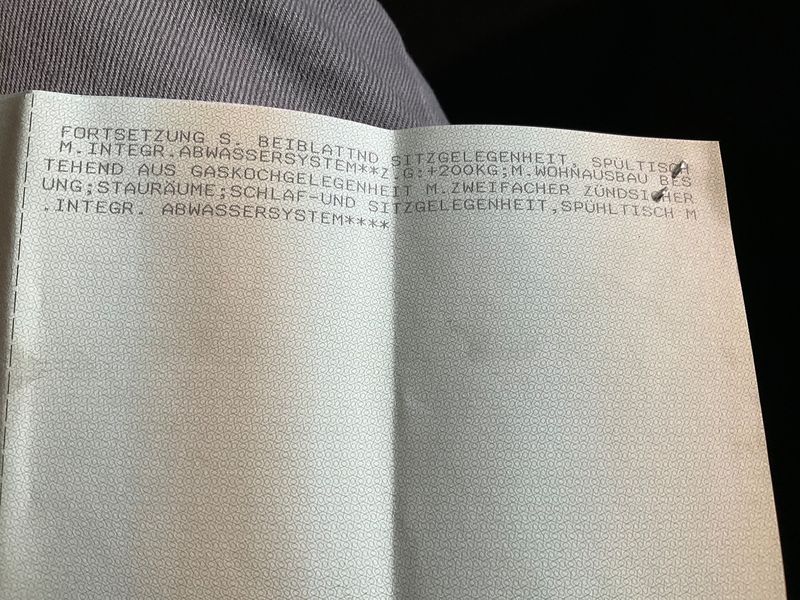 FORTSETZUNG S. BEIBLATTND SITZGELEGENHEIT, SPÜLTISCH
M.INTEGR.ABWASSERSYSTEM**Z.G:+200KG;M.WOHNAUSBAU BES
TEHEND AUS GASKOCHGELEGENHEIT M.ZWEIFACHER ZÜNDSICHER
UNG;STAURÄUME;SCHLAF-UND SITZGELEGENHEIT,SPÜHLTISCH M
.INTEGR. ABWASSERSYSTEM****